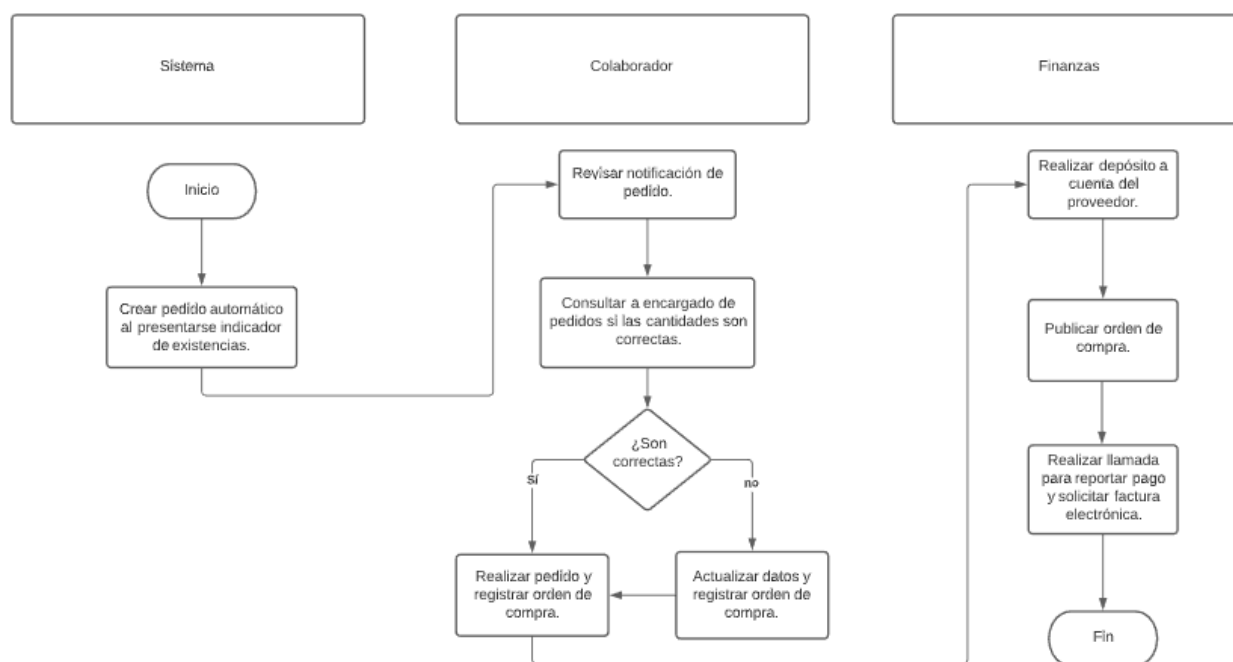 Sistema
Colaborador
Finanzas
Inicio
Crear pedido automático
al presentarse indicador
de existencias.
Revisar notificación de
pedido.
Consultar a encargado de
pedidos si las cantidades son
correctas.
¿Son
correctas?
Sí
no
Realizar pedido y
registrar orden de
compra.
Actualizar datos y
registrar orden de
compra.
Realizar depósito a
cuenta del
proveedor.
Publicar orden de
compra.
Realizar llamada
para reportar pago
y solicitar factura
electrónica.
Fin